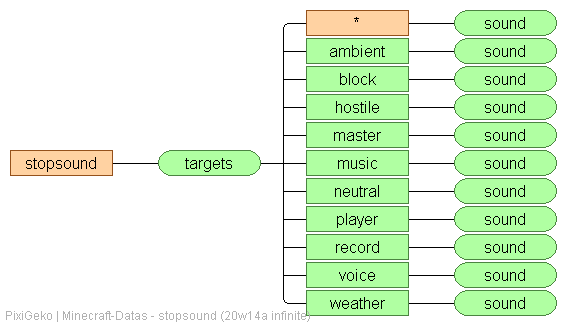 * sound
ambient sound
block sound
hostile sound
master sound
stopsound targets music sound
neutral sound
player sound
record sound
voice sound
weather sound
PixiGeko | Minecraft-Datas - stopsound (20w14a infinite)